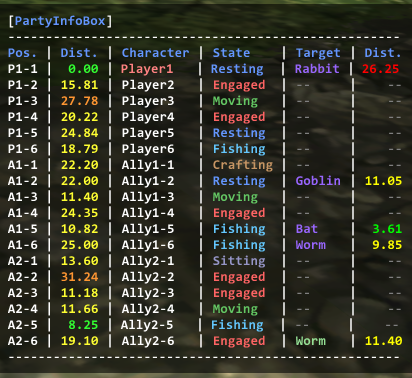 [PartyInfoBox]
--------------------------------------------------------
Pos. | Dist. | Character | State | Target | Dist.
P1-1 | 0.00 | Player1 | Resting | Rabbit | 26.25
P1-2 | 15.81 | Player2 | Engaged | -- | --
P1-3 | 27.78 | Player3 | Moving | -- | --
P1-4 | 20.22 | Player4 | Engaged | -- | --
P1-5 | 24.84 | Player5 | Resting | -- | --
P1-6 | 18.79 | Player6 | Fishing | -- | --
A1-1 | 22.20 | Ally1-1 | Crafting | -- | --
A1-2 | 22.00 | Ally1-2 | Resting | Goblin | 11.05
A1-3 | 11.40 | Ally1-3 | Moving | -- | --
A1-4 | 24.35 | Ally1-4 | Engaged | -- | --
A1-5 | 10.82 | Ally1-5 | Fishing | Bat | 3.61
A1-6 | 25.00 | Ally1-6 | Fishing | Worm | 9.85
A2-1 | 13.60 | Ally2-1 | Sitting | -- | --
A2-2 | 31.24 | Ally2-2 | Engaged | -- | --
A2-3 | 11.18 | Ally2-3 | Engaged | -- | --
A2-4 | 11.66 | Ally2-4 | Moving | -- | --
A2-5 | 8.25 | Ally2-5 | Fishing | -- | --
A2-6 | 19.10 | Ally2-6 | Engaged | Worm | 11.40
--------------------------------------------------------